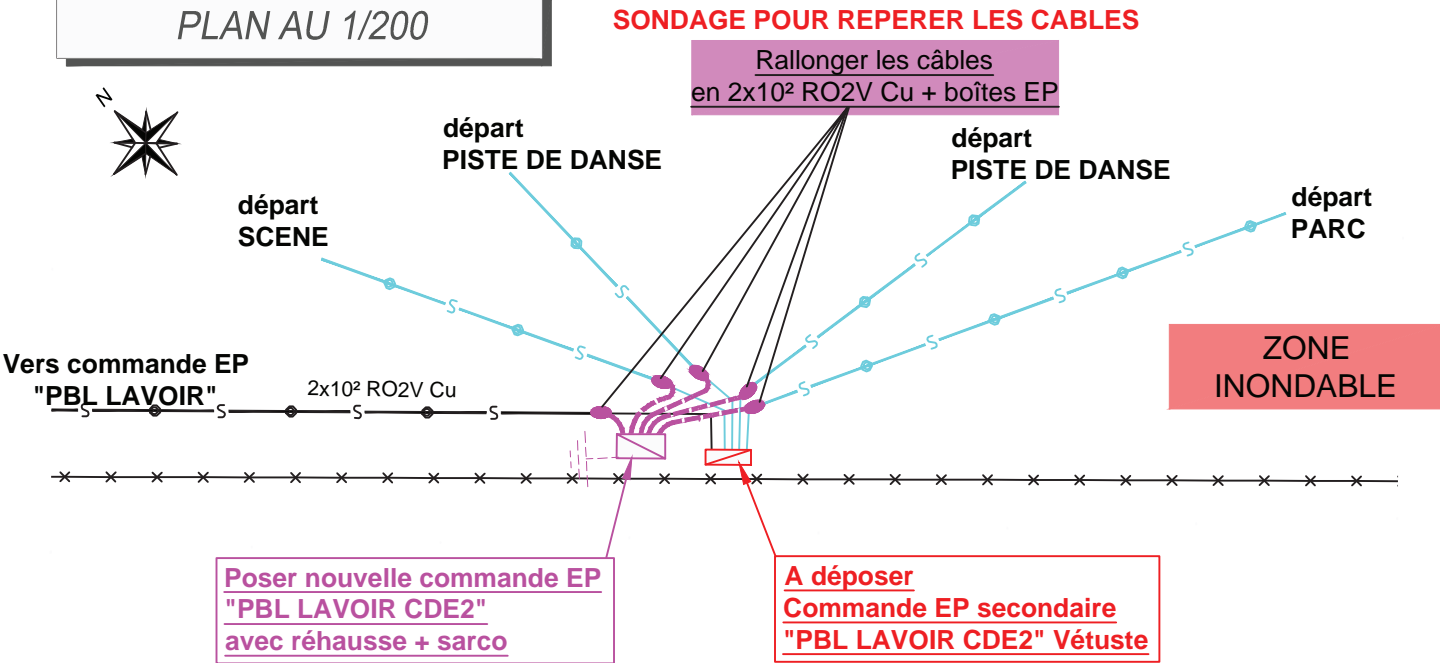 PLAN AU 1/200
SONDAGE POUR REPERER LES CABLES
Rallonger les câbles
en 2x10² RO2V Cu + boîtes EP
N
départ
PISTE DE DANSE
départ
PISTE DE DANSE
départ
SCENE
départ
PARC
Vers commande EP
"PBL LAVOIR"
2x10² RO2V Cu
ZONE
INONDABLE
S S S S
S S
S
S S
S S S
Poser nouvelle commande EP
"PBL LAVOIR CDE2"
avec réhausse + sarco
A déposer
Commande EP secondaire
"PBL LAVOIR CDE2" Vétuste